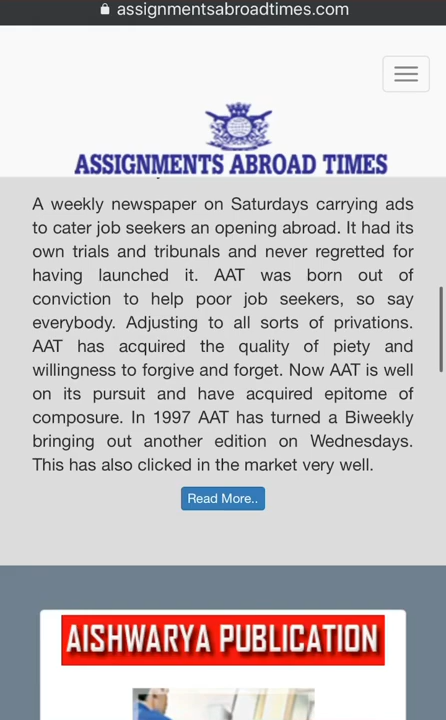 assignmentsabroadtimes.com
ASSIGNMENTS ABROAD TIMES
A weekly newspaper on Saturdays carrying ads
to cater job seekers an opening abroad. It had its
own trials and tribunals and never regretted for
having launched it. AAT was born out of
conviction to help poor job seekers, so say
everybody. Adjusting to all sorts of privations.
AAT has acquired the quality of piety and
willingness to forgive and forget. Now AAT is well
on its pursuit and have acquired epitome of
composure. In 1997 AAT has turned a Biweekly
bringing out another edition on Wednesdays.
This has also clicked in the market very well.
Read More..
AISHWARYA PUBLICATION